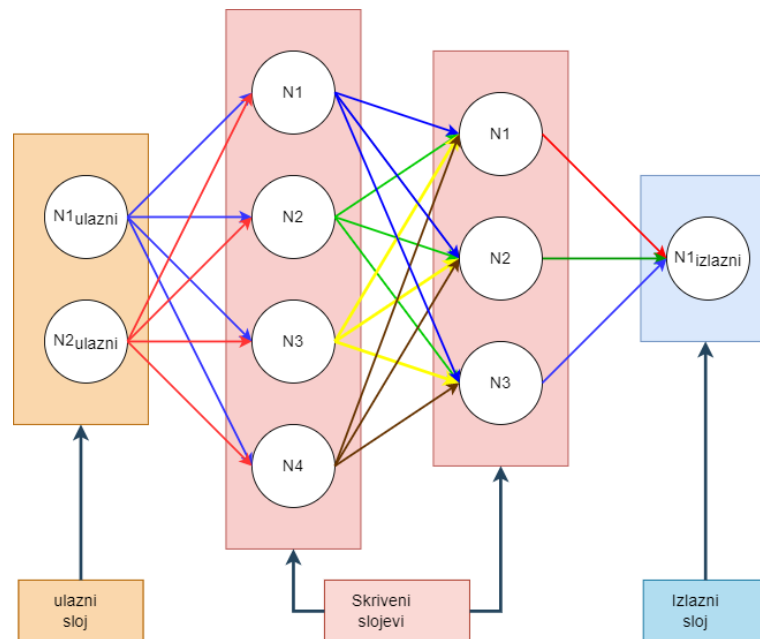 N1ulazni
N2ulazni
N1
N2
N3
N4
N1
N2
N3
N1izlazni
ulazni
sloj
Skriveni
slojevi
Izlazni
sloj